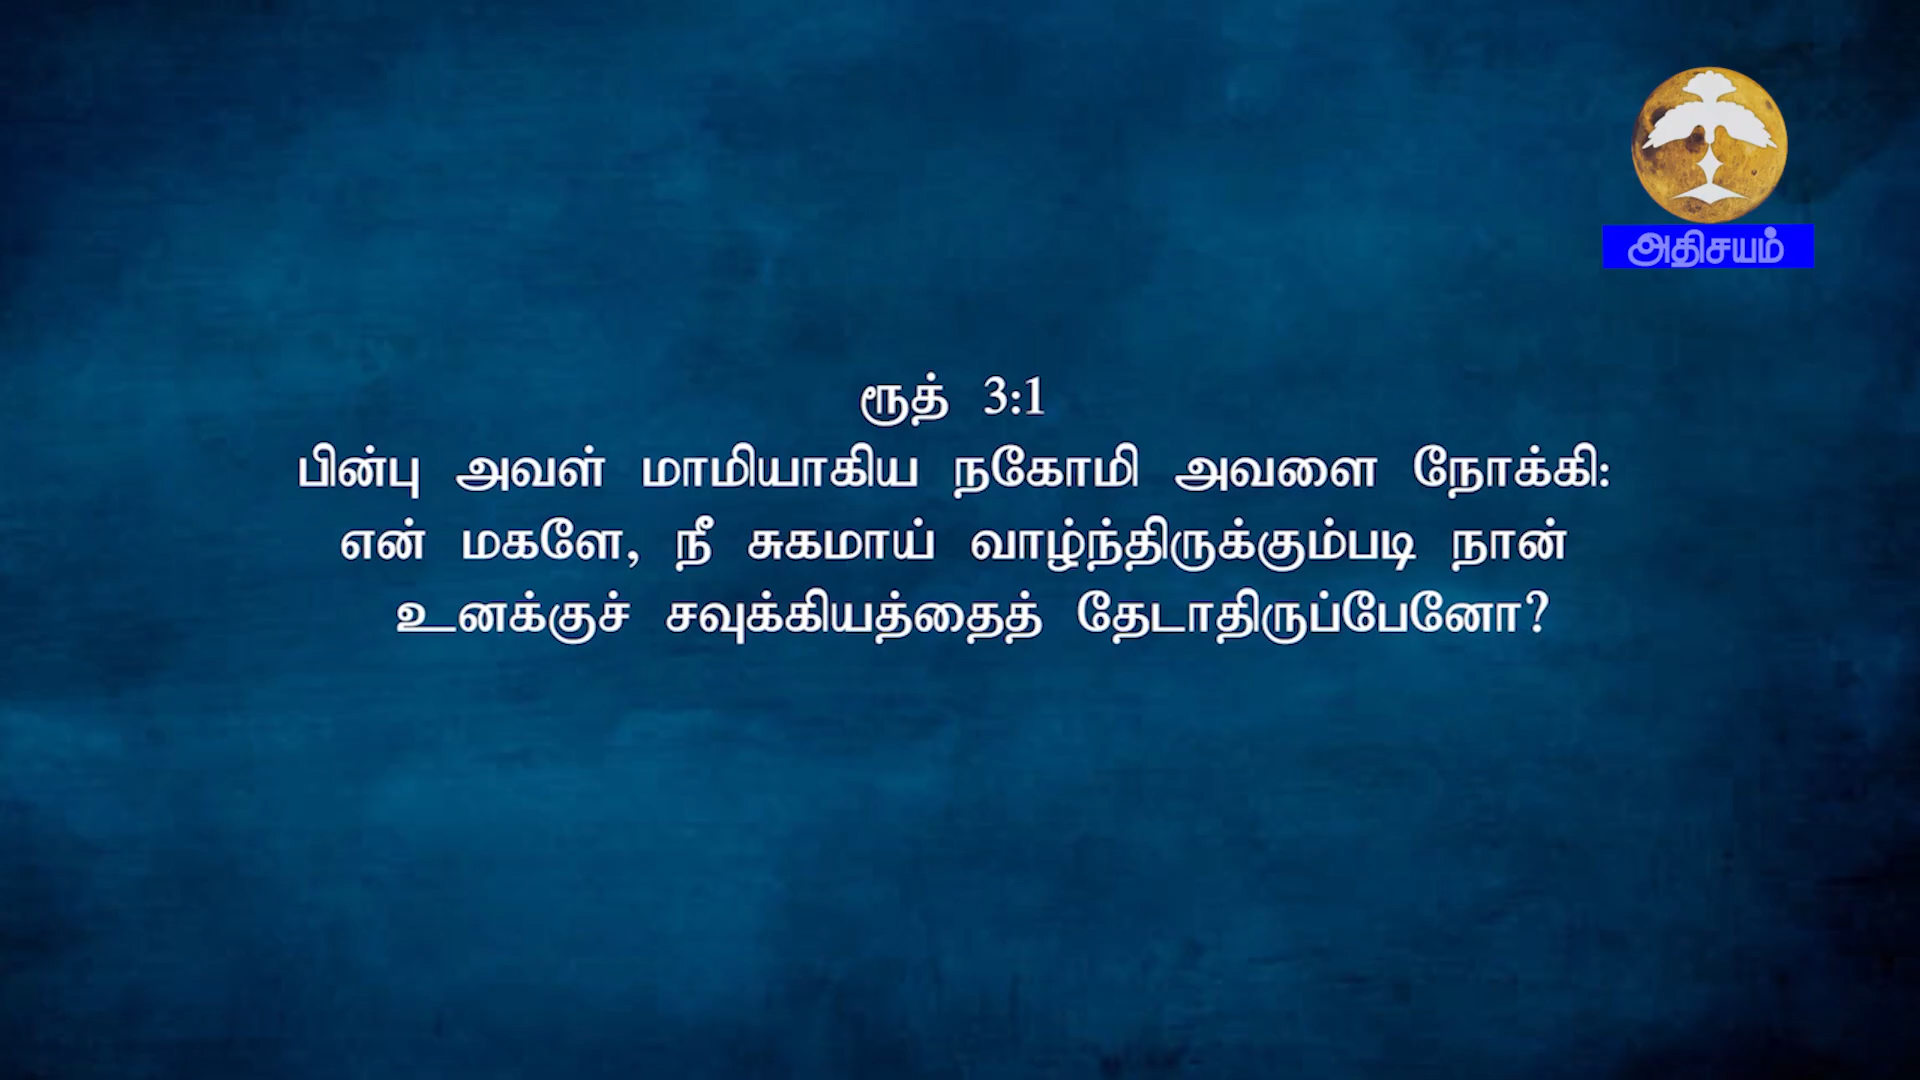 அதிசயம்
ரூத் 3:1
பின்பு அவள் மாமியாகிய நகோமி அவளை நோக்கி:
என் மகளே, நீ சுகமாய் வாழ்ந்திருக்கும்படி நான்
உனக்குச் சவுக்கியத்தைத் தேடாதிருப்பேனோ?